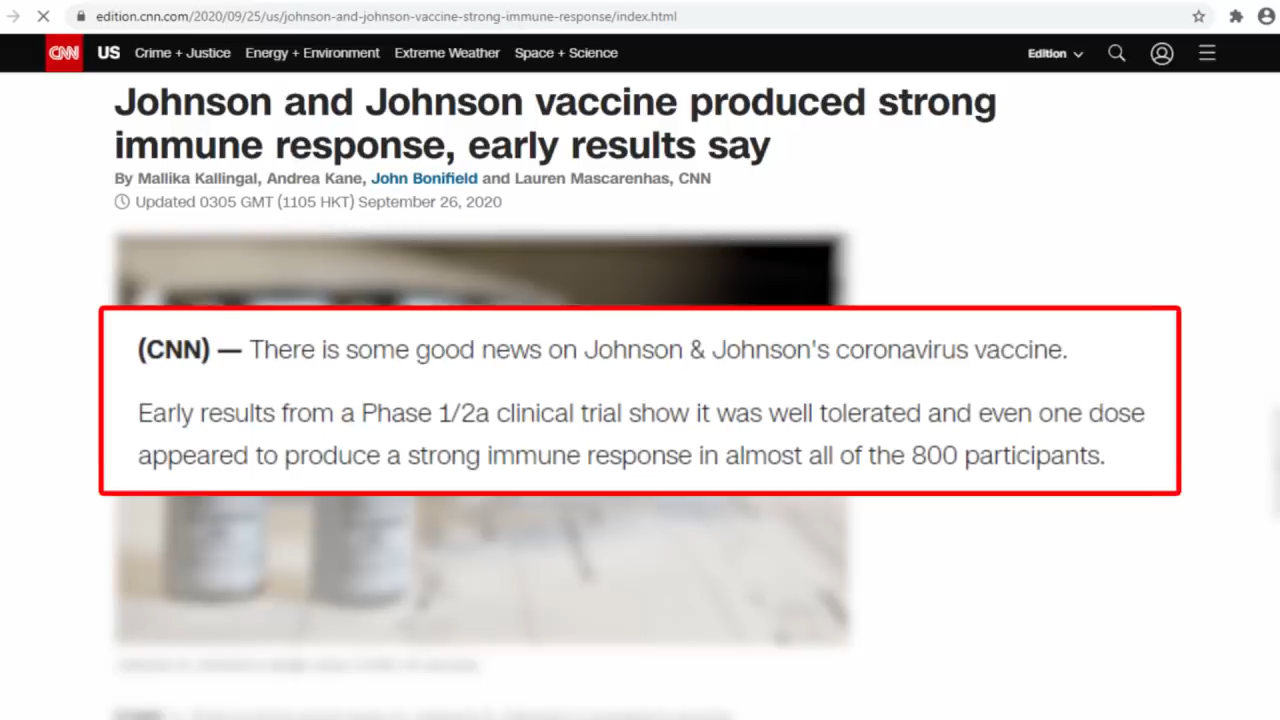 edition.cnn.com/2020/09/25/us/johnson-and-johnson-vaccine-strong-immune-response/index.html
CNN US Crime + Justice Energy + Environment Extreme Weather Space + Science Edition
Johnson and Johnson vaccine produced strong
immune response, early results say
By Mallika Kallingal, Andrea Kane, John Bonifield and Lauren Mascarenhas, CNN
Updated 0305 GMT (1105 HKT) September 26, 2020
(CNN) — There is some good news on Johnson & Johnson's coronavirus vaccine.
Early results from a Phase 1/2a clinical trial show it was well tolerated and even one dose
appeared to produce a strong immune response in almost all of the 800 participants.